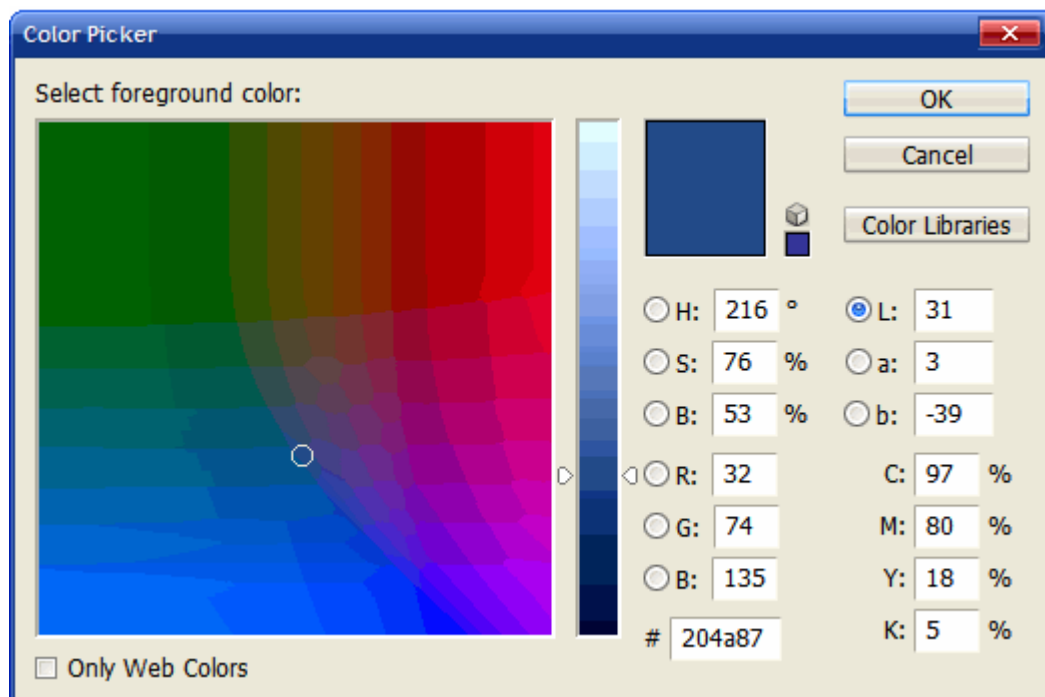 Color Picker
Select foreground color:
OK
Cancel
Color Libraries
H: 216 ° L: 31
S: 76 % a: 3
B: 53 % b: -39
R: 32 C: 97 %
G: 74 M: 80 %
B: 135 Y: 18 %
# 204a87 K: 5 %
Only Web Colors